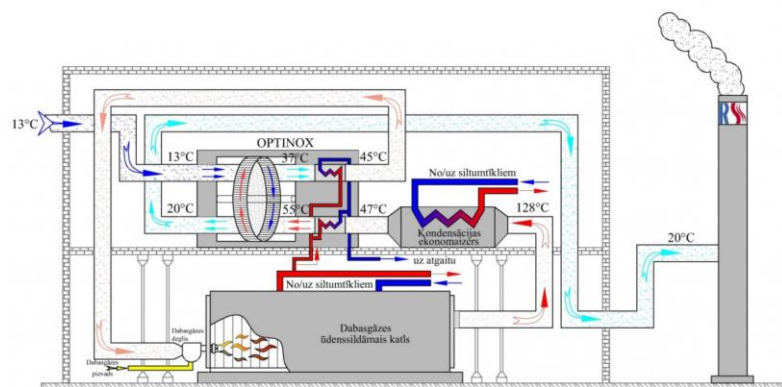 RS
13°C
OPTINOX
13°C
37°C
45°C
No/uz siltumtīkliem
20°C
55°C
47°C
128°C
Kondensācijas
ekonomaizērs
20°C
uz atgaitu
No/uz siltumtīkliem
Dabasgāzes
ūdenssildāmais katls
Dabasgāzes
deglis
Dabasgāzes
pievads